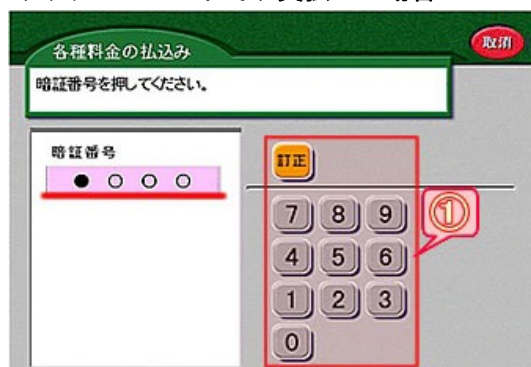 各種料金の払込み
取消
暗証番号を押してください。
暗証番号
訂正
7 8 9
①
4 5 6
1 2 3
0